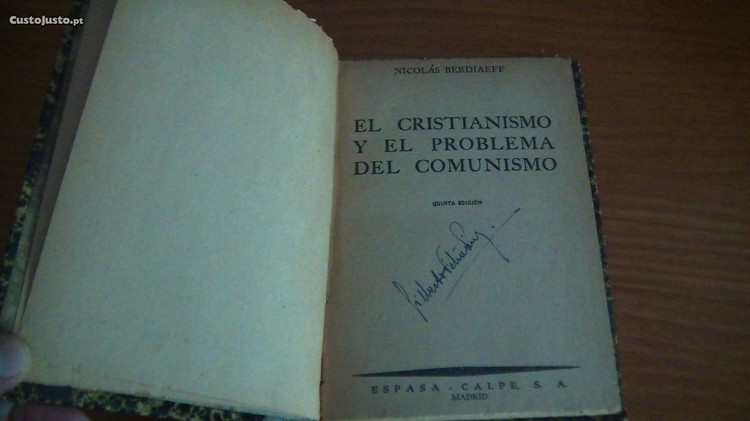 CustoJusto.pt
NICOLÁS BERDIAEFF
EL CRISTIANISMO
Y EL PROBLEMA
DEL COMUNISMO
QUINTA EDICIÓN
ESPASA - CALPE, S. A.
MADRID